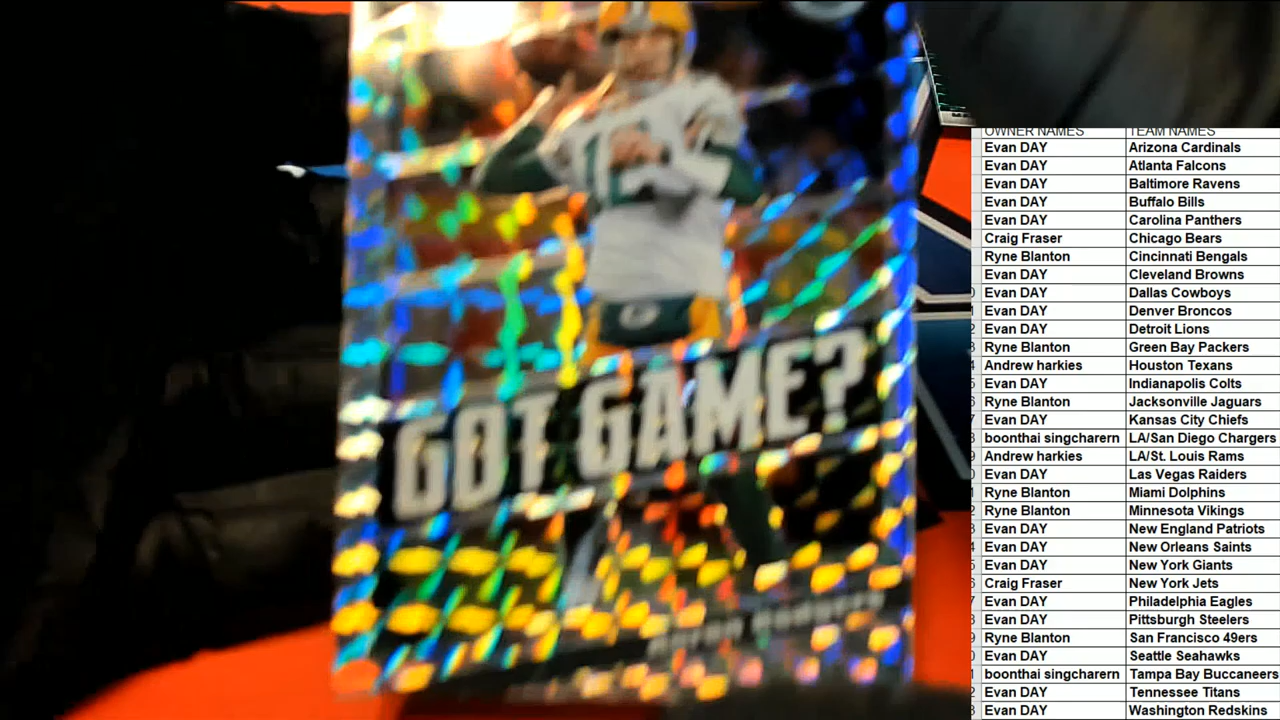 GOT GAME?
AARON RODGERS
OWNER NAMES TEAM NAMES
Evan DAY Arizona Cardinals
Evan DAY Atlanta Falcons
Evan DAY Baltimore Ravens
Evan DAY Buffalo Bills
Evan DAY Carolina Panthers
Craig Fraser Chicago Bears
Ryne Blanton Cincinnati Bengals
Evan DAY Cleveland Browns
Evan DAY Dallas Cowboys
Evan DAY Denver Broncos
Evan DAY Detroit Lions
Ryne Blanton Green Bay Packers
Andrew harkies Houston Texans
Evan DAY Indianapolis Colts
Ryne Blanton Jacksonville Jaguars
Evan DAY Kansas City Chiefs
boonthai singcharern LA/San Diego Chargers
Andrew harkies LA/St. Louis Rams
Evan DAY Las Vegas Raiders
Ryne Blanton Miami Dolphins
Ryne Blanton Minnesota Vikings
Evan DAY New England Patriots
Evan DAY New Orleans Saints
Evan DAY New York Giants
Craig Fraser New York Jets
Evan DAY Philadelphia Eagles
Evan DAY Pittsburgh Steelers
Ryne Blanton San Francisco 49ers
Evan DAY Seattle Seahawks
boonthai singcharern Tampa Bay Buccaneers
Evan DAY Tennessee Titans
Evan DAY Washington Redskins